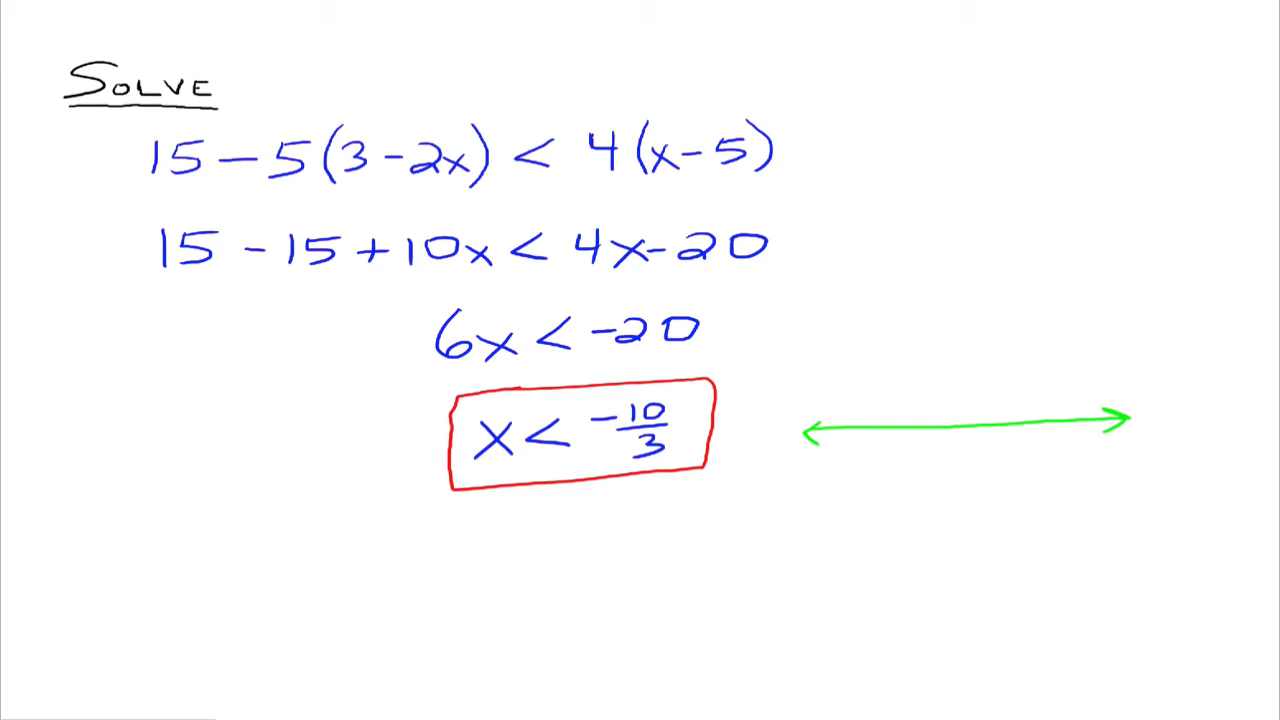 SOLVE
15 - 5(3 - 2x) < 4(x - 5)
15 - 15 + 10x < 4x - 20
6x < -20
x < -10/3